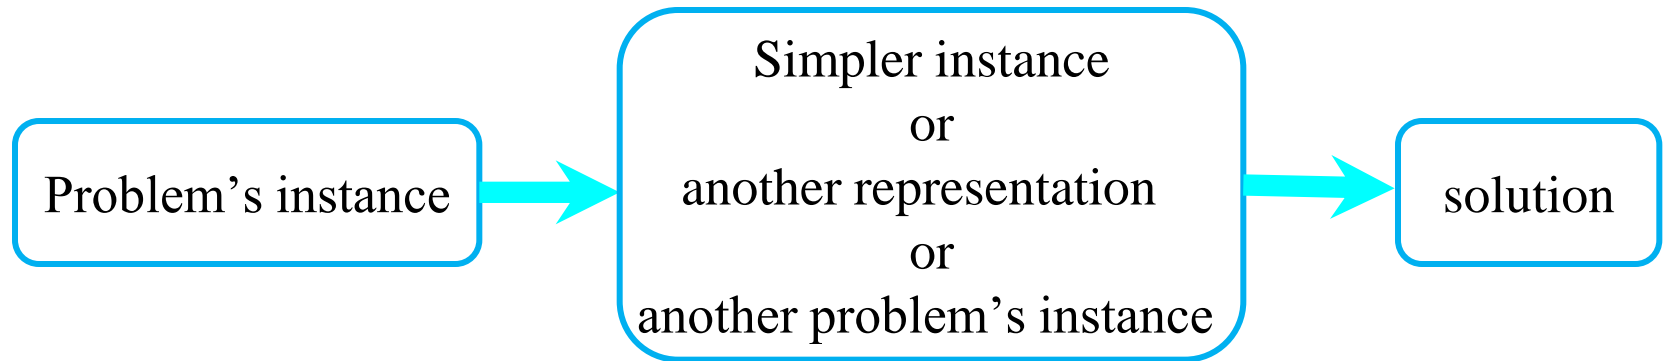 Problem’s instance
Simpler instance
or
another representation
or
another problem’s instance
solution